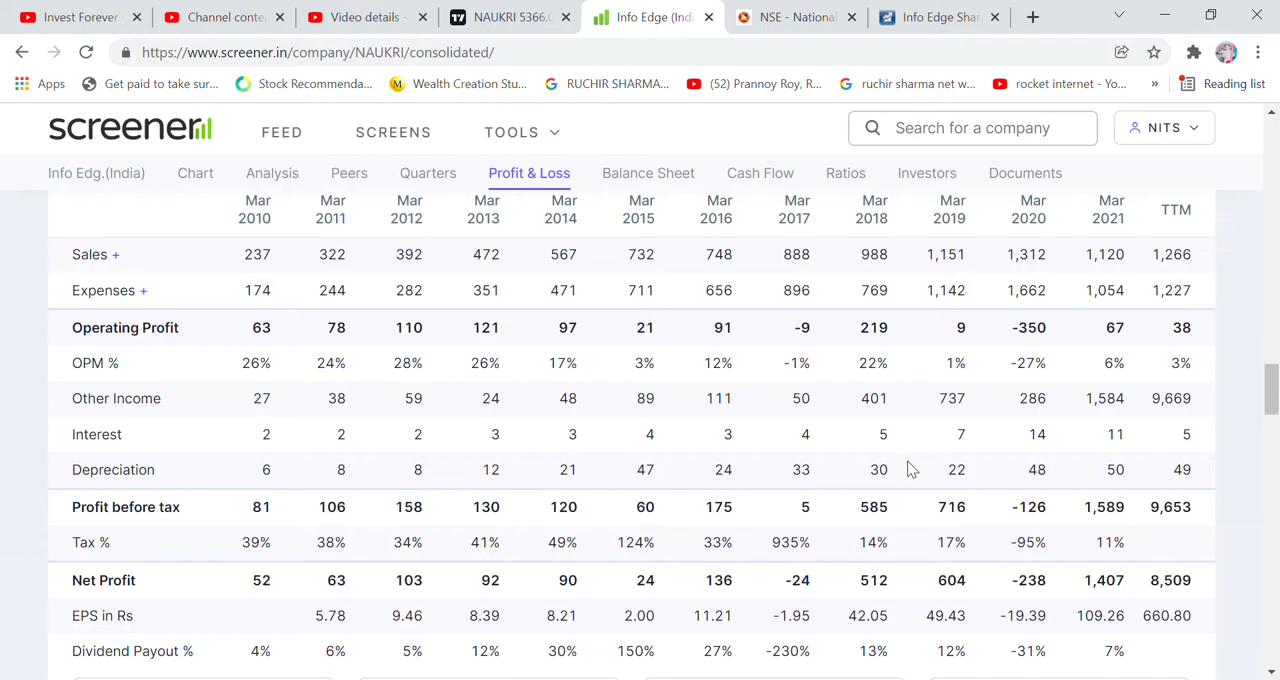 Invest Forever
Channel conte
Video details -
NAUKRI 5366.
Info Edge (Indi
NSE - National
Info Edge Shar
https://www.screener.in/company/NAUKRI/consolidated/
Apps
Get paid to take sur...
Stock Recommenda...
Wealth Creation Stu...
RUCHIR SHARMA...
(52) Prannoy Roy, R...
ruchir sharma net w...
rocket internet - Yo...
»
Reading list
screener
FEED
SCREENS
TOOLS
Search for a company
NITS
Info Edg.(India) Chart Analysis Peers Quarters Profit & Loss Balance Sheet Cash Flow Ratios Investors Documents
Mar Mar Mar Mar Mar Mar Mar Mar Mar Mar Mar Mar
2010 2011 2012 2013 2014 2015 2016 2017 2018 2019 2020 2021 TTM
Sales + 237 322 392 472 567 732 748 888 988 1,151 1,312 1,120 1,266
Expenses + 174 244 282 351 471 711 656 896 769 1,142 1,662 1,054 1,227
Operating Profit 63 78 110 121 97 21 91 -9 219 9 -350 67 38
OPM % 26% 24% 28% 26% 17% 3% 12% -1% 22% 1% -27% 6% 3%
Other Income 27 38 59 24 48 89 111 50 401 737 286 1,584 9,669
Interest 2 2 2 3 3 4 3 4 5 7 14 11 5
Depreciation 6 8 8 12 21 47 24 33 30 22 48 50 49
Profit before tax 81 106 158 130 120 60 175 5 585 716 -126 1,589 9,653
Tax % 39% 38% 34% 41% 49% 124% 33% 935% 14% 17% -95% 11%
Net Profit 52 63 103 92 90 24 136 -24 512 604 -238 1,407 8,509
EPS in Rs 5.78 9.46 8.39 8.21 2.00 11.21 -1.95 42.05 49.43 -19.39 109.26 660.80
Dividend Payout % 4% 6% 5% 12% 30% 150% 27% -230% 13% 12% -31% 7%